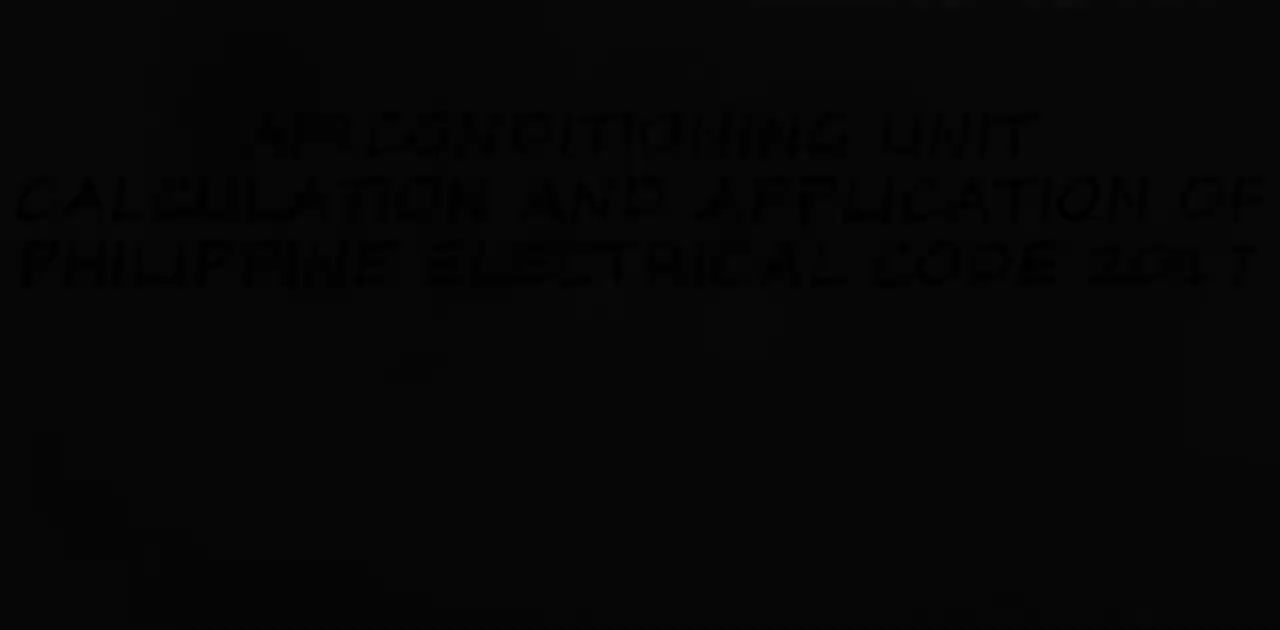 AIRCONDITIONING UNIT
CALCULATION AND APPLICATION OF
PHILIPPINE ELECTRICAL CODE 2017